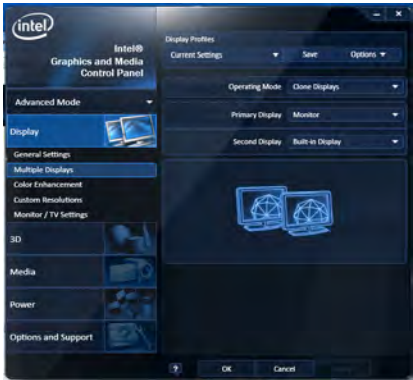 intel
Intel®
Graphics and Media
Control Panel
Advanced Mode
Display
General Settings
Multiple Displays
Color Enhancement
Custom Resolutions
Monitor / TV Settings
3D
Media
Power
Options and Support
Display Profiles
Current Settings
Save
Options
Operating Mode
Clone Displays
Primary Display
Monitor
Second Display
Built-in Display
?
OK
Cancel